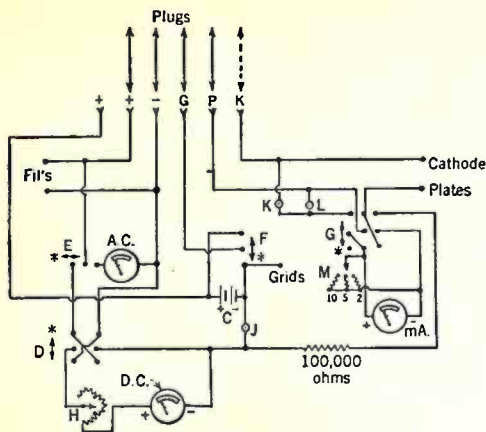 Plugs
+ + - G P K
Cathode
Fil's
K L
Plates
A.C.
G
E
F
*
*
*
Grids
M
10 5 2
C
+ -
+ - mA.
*
J
D
100,000
ohms
D.C.
H
+ -